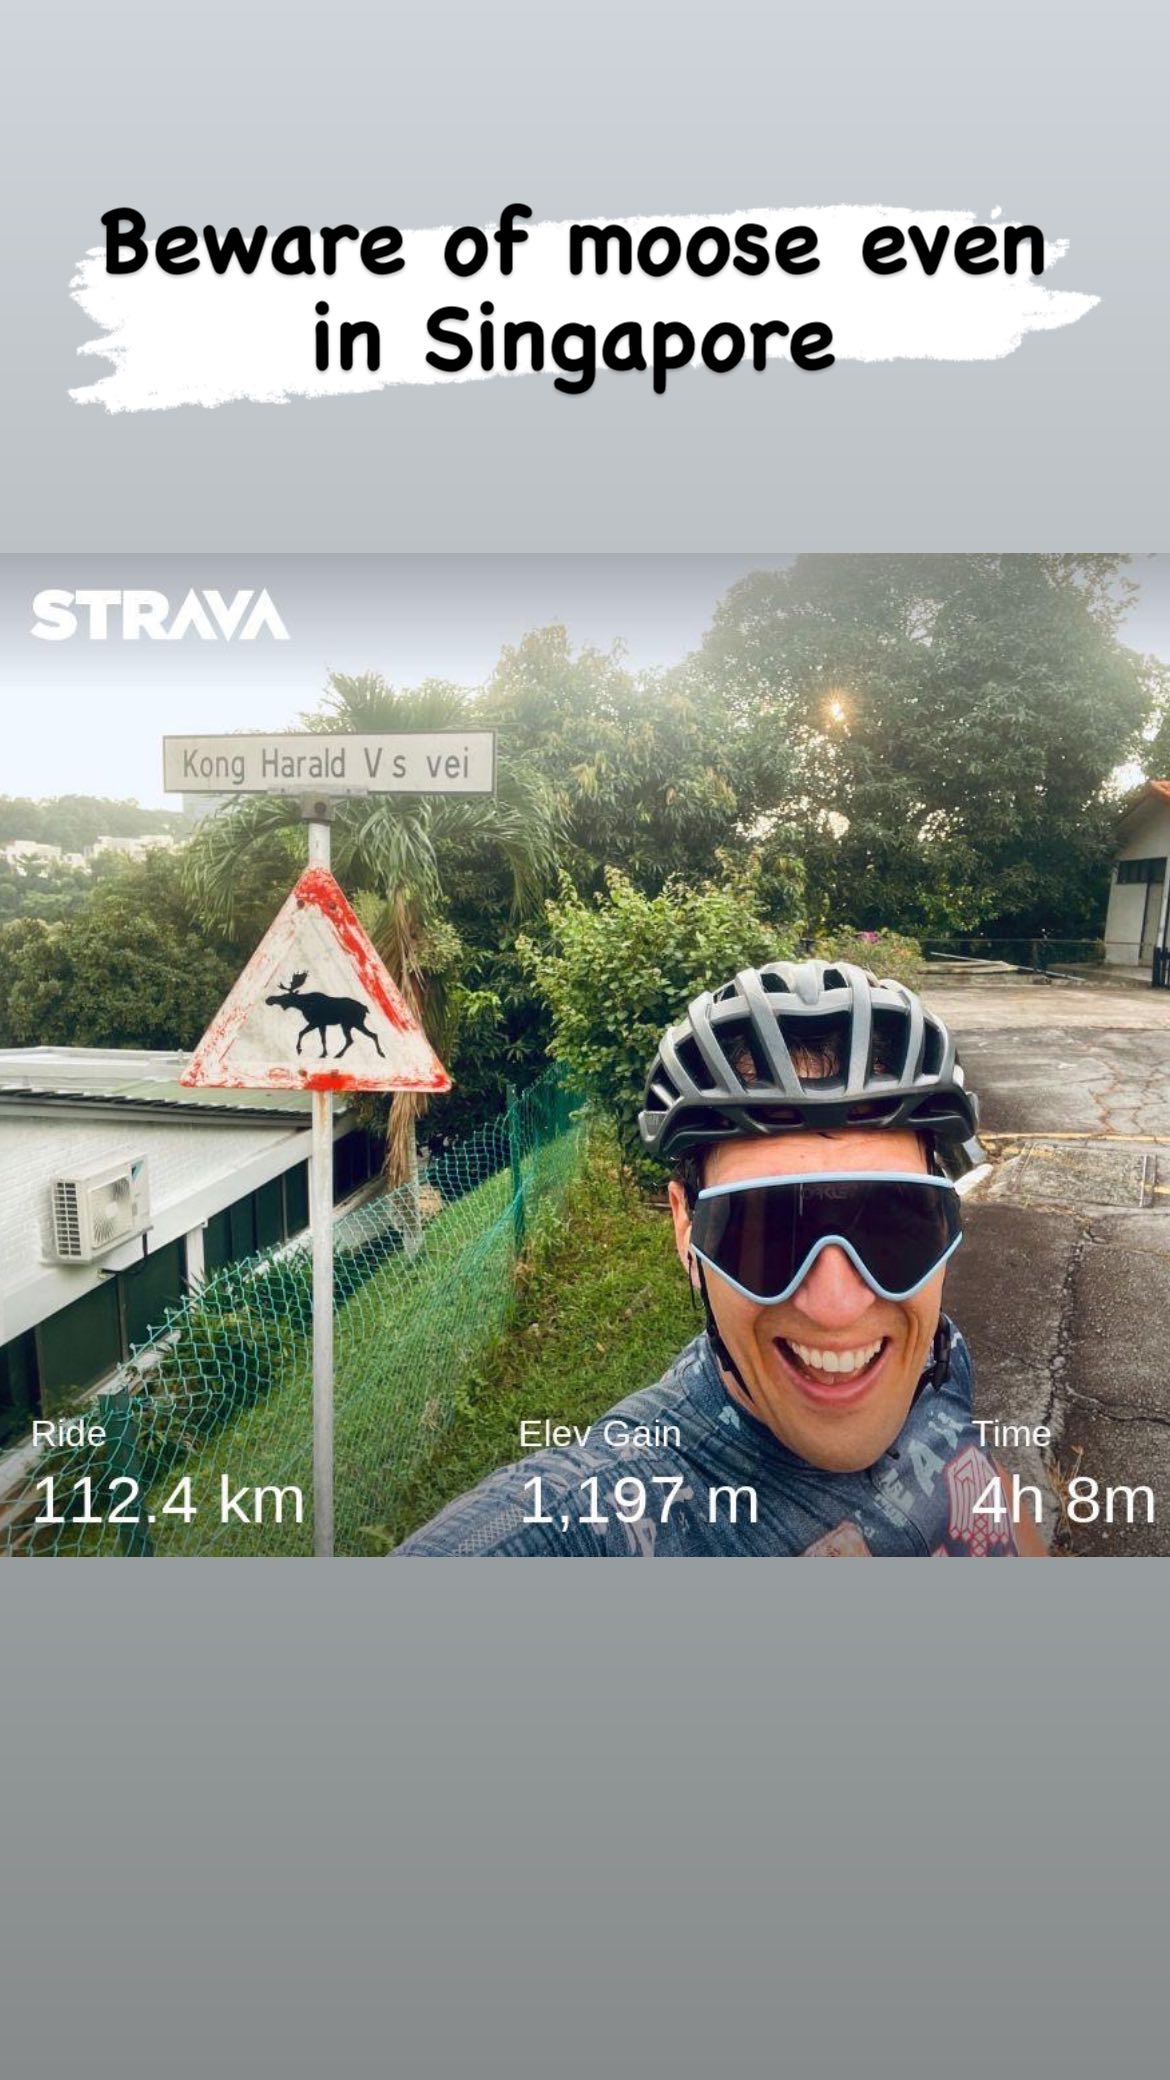 Beware of moose even
in Singapore
STRAVA
Kong Harald V s vei
Ride
112.4 km
Elev Gain
1,197 m
Time
4h 8m